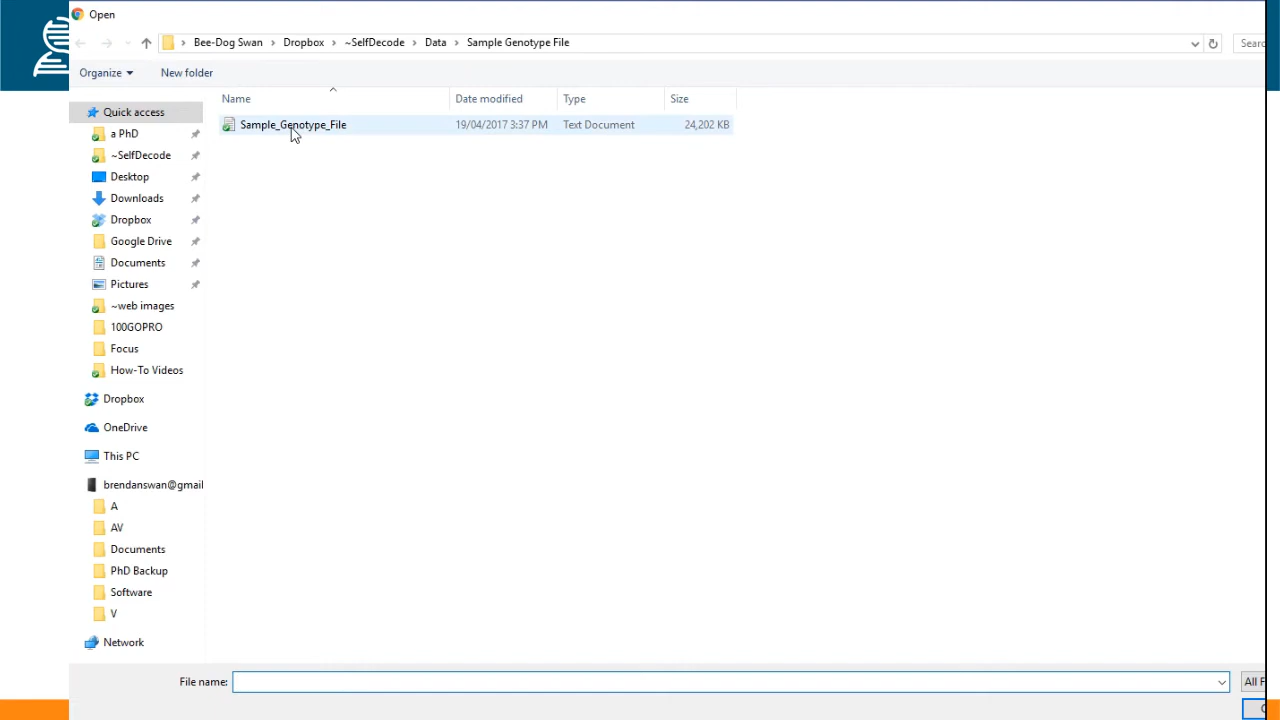 Open
Bee-Dog Swan > Dropbox > ~SelfDecode > Data > Sample Genotype File
Organize
New folder
Name Date modified Type Size
Sample_Genotype_File 19/04/2017 3:37 PM Text Document 24,202 KB
Quick access
a PhD
~SelfDecode
Desktop
Downloads
Dropbox
Google Drive
Documents
Pictures
~web images
100GOPRO
Focus
How-To Videos
Dropbox
OneDrive
This PC
brendanswan@gmail
A
AV
Documents
PhD Backup
Software
V
Network
File name:
All F